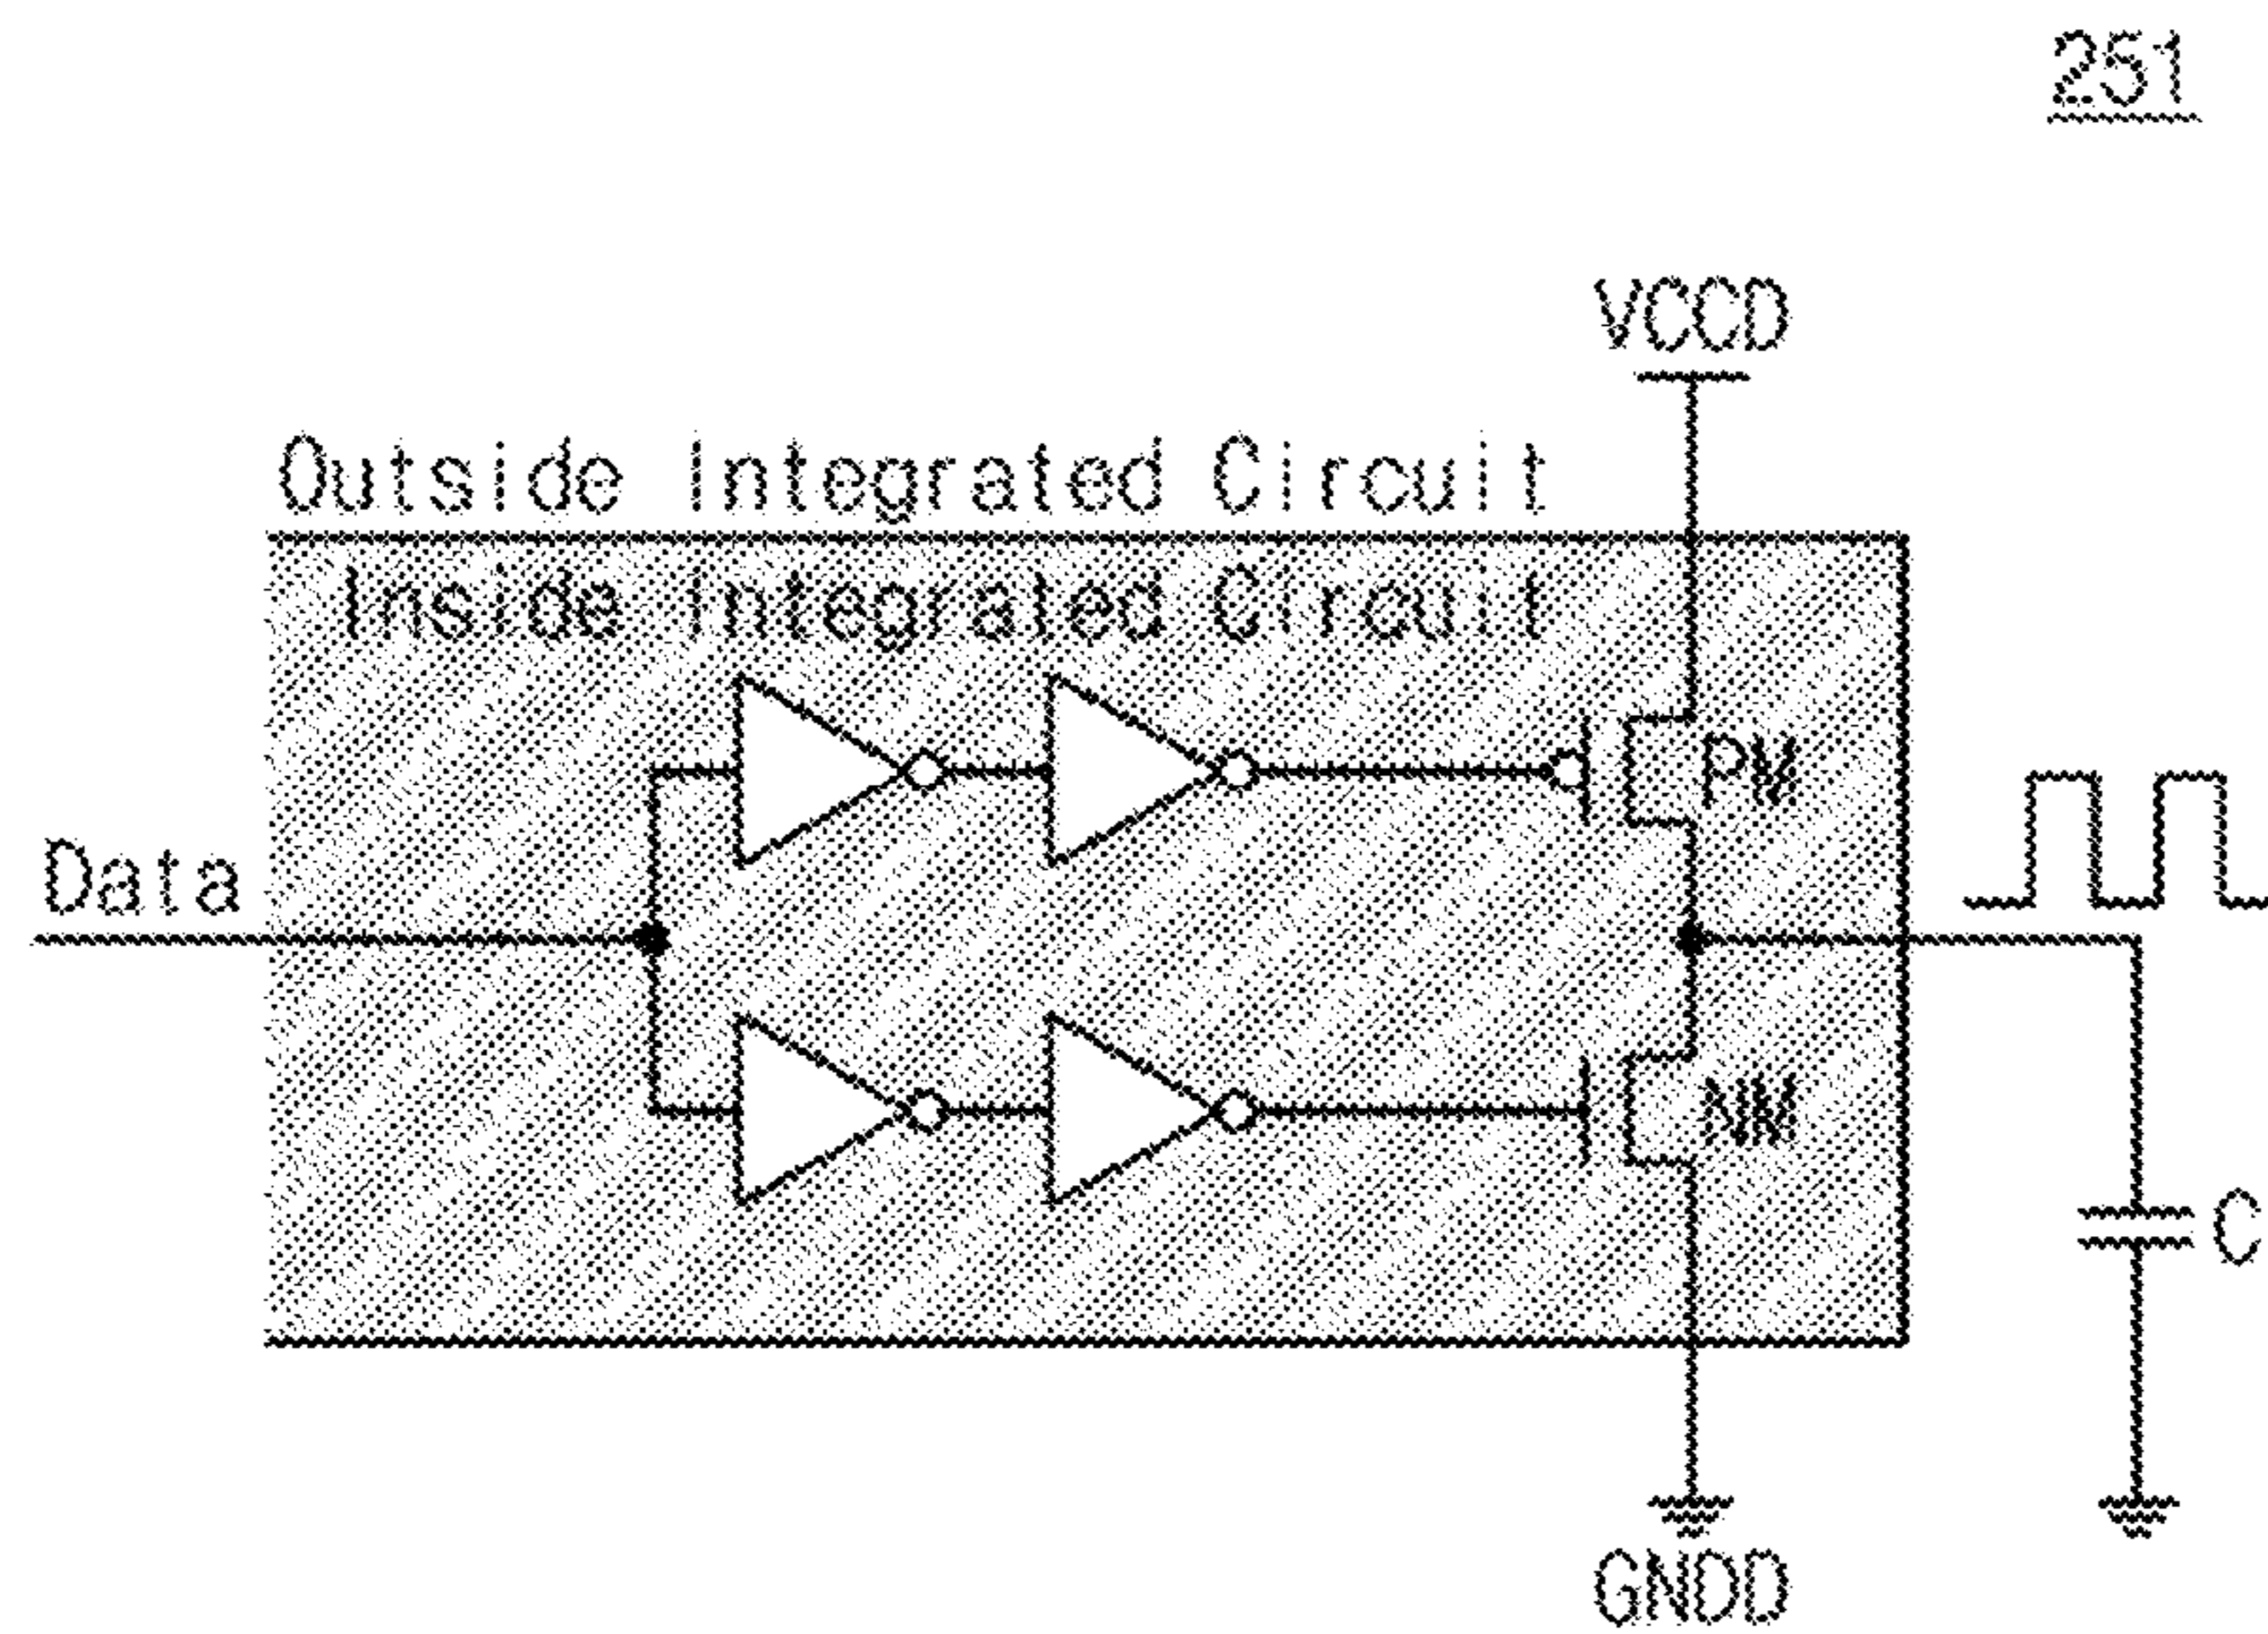 251
VCCD
Outside Integrated Circuit
Inside Integrated Circuit
PM
Data
NM
C
GNDD